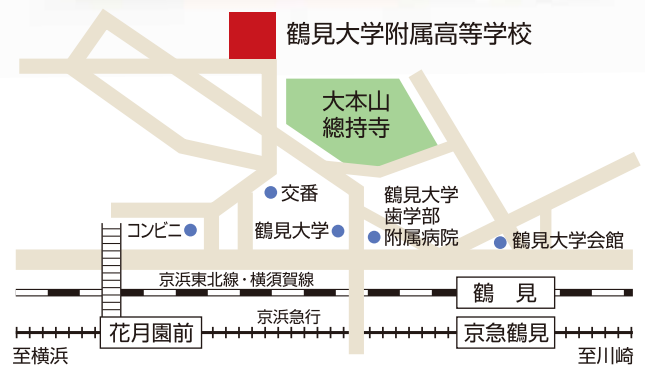 鶴見大学附属高等学校
大本山
總持寺
交番
鶴見大学
歯学部
附属病院
コンビニ
鶴見大学
鶴見大学会館
京浜東北線・横須賀線
鶴 見
京浜急行
花月園前
京急鶴見
至横浜
至川崎